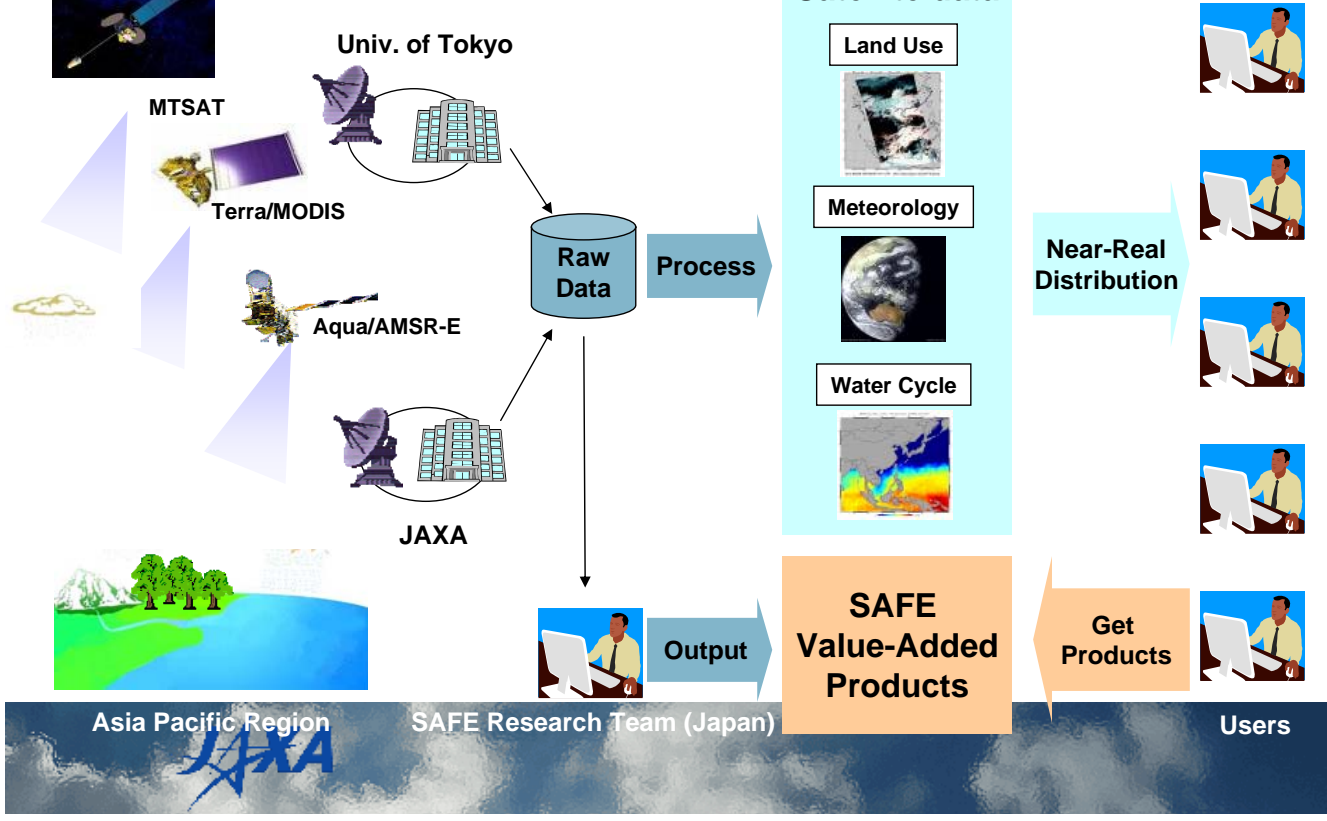 Univ. of Tokyo
MTSAT
Terra/MODIS
Aqua/AMSR-E
JAXA
Raw
Data
Process
Land Use
Meteorology
Water Cycle
Near-Real
Distribution
Output
SAFE
Value-Added
Products
Get
Products
Asia Pacific Region
SAFE Research Team (Japan)
Users
JAXA